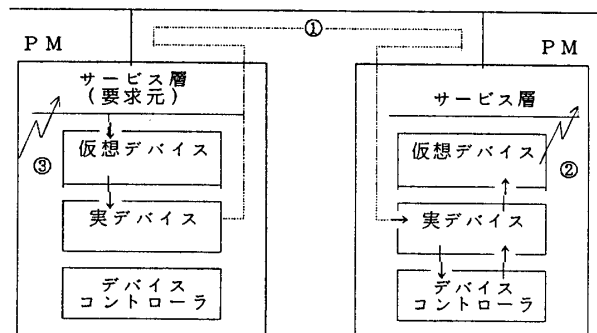 ①
PM
PM
サービス層
(要求元)
仮想デバイス
③
実デバイス
デバイス
コントローラ
サービス層
仮想デバイス
②
実デバイス
デバイス
コントローラ